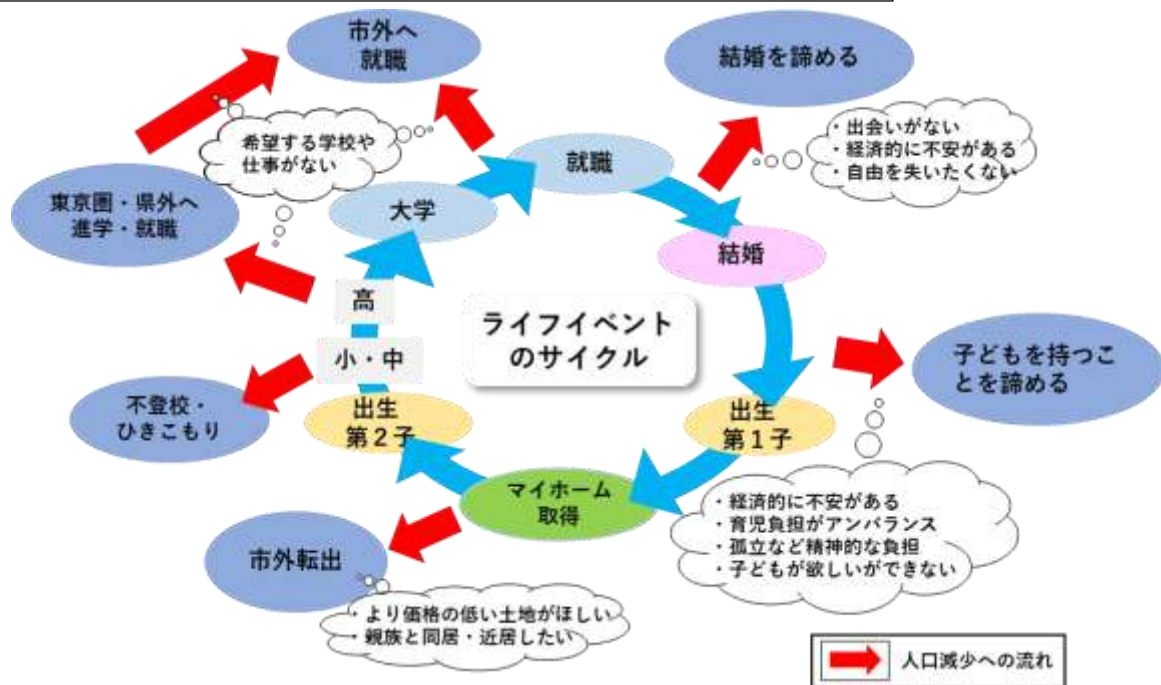 市外へ
就職
結婚を諦める
・出会いがない
・経済的に不安がある
・自由を失いたくない
希望する学校や
仕事がない
就職
東京圏・県外へ
進学・就職
大学
結婚
高
ライフイベント
のサイクル
小・中
子どもを持つこ
とを諦める
不登校・
ひきこもり
出生
第２子
出生
第１子
マイホーム
取得
・経済的に不安がある
・育児負担がアンバランス
・孤立など精神的な負担
・子どもが欲しいができない
市外転出
・より価格の低い土地がほしい
・親族と同居・近居したい
人口減少への流れ